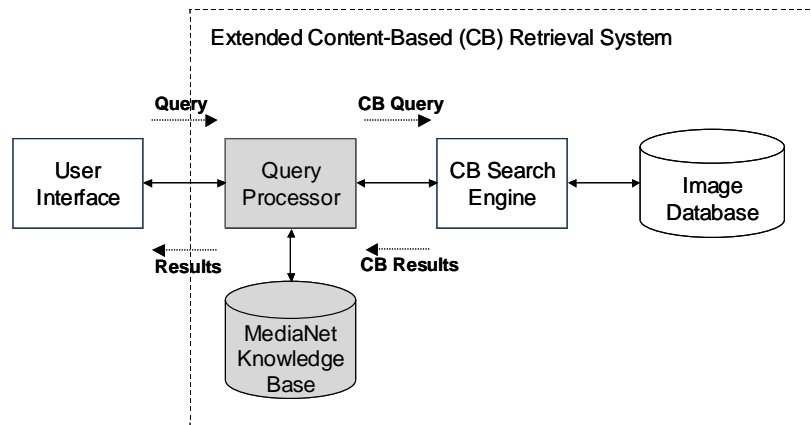 Extended Content-Based (CB) Retrieval System
Query
CB Query
User
Interface
Query
Processor
CB Search
Engine
Image
Database
Results
CB Results
MediaNet
Knowledge
Base